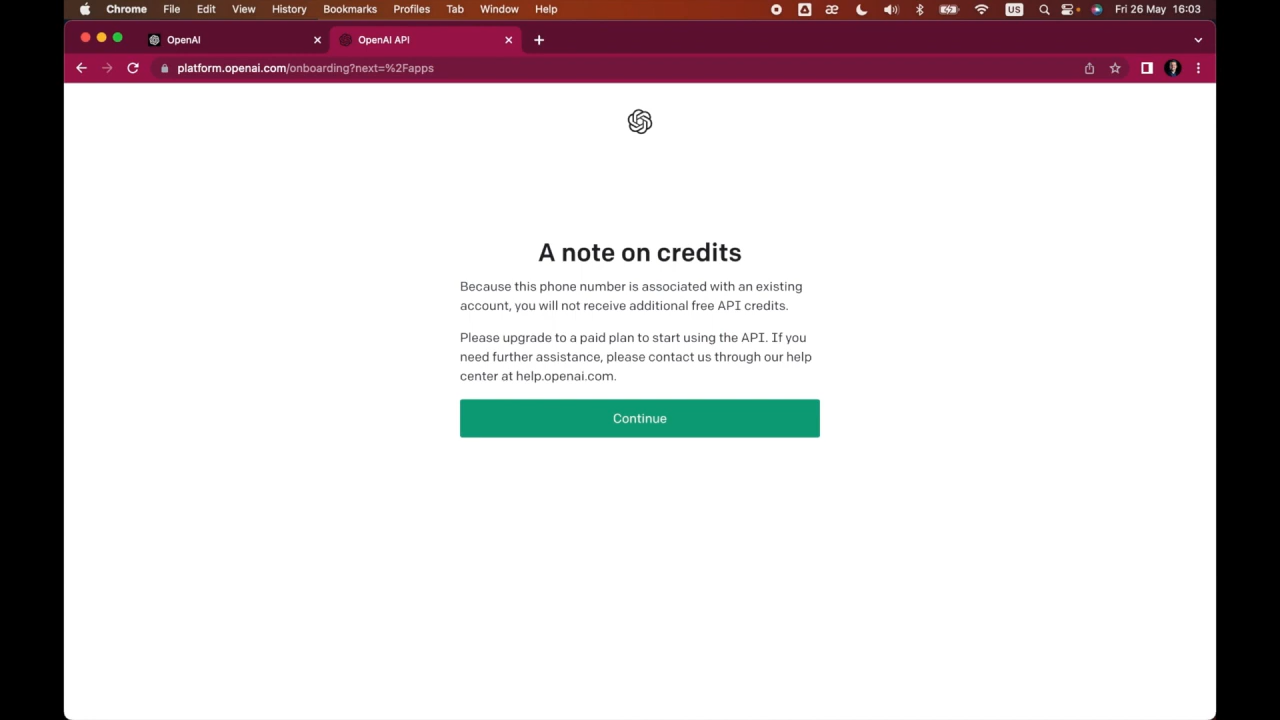 Chrome File Edit View History Bookmarks Profiles Tab Window Help US Fri 26 May 16:03
OpenAI OpenAI API
platform.openai.com/onboarding?next=%2Fapps
A note on credits
Because this phone number is associated with an existing
account, you will not receive additional free API credits.
Please upgrade to a paid plan to start using the API. If you
need further assistance, please contact us through our help
center at help.openai.com.
Continue